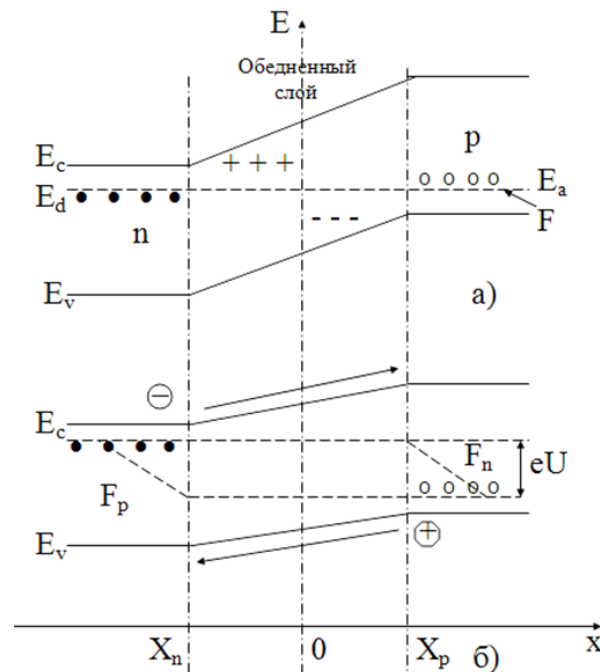 E
Обедненный
слой
E_c
+ + +
p
E_d
o o o o
E_a
n
- - -
F
E_v
а)
−
E_c
F_n
eU
F_p
o o o o
E_v
+
X_n
0
X_p
б)
x